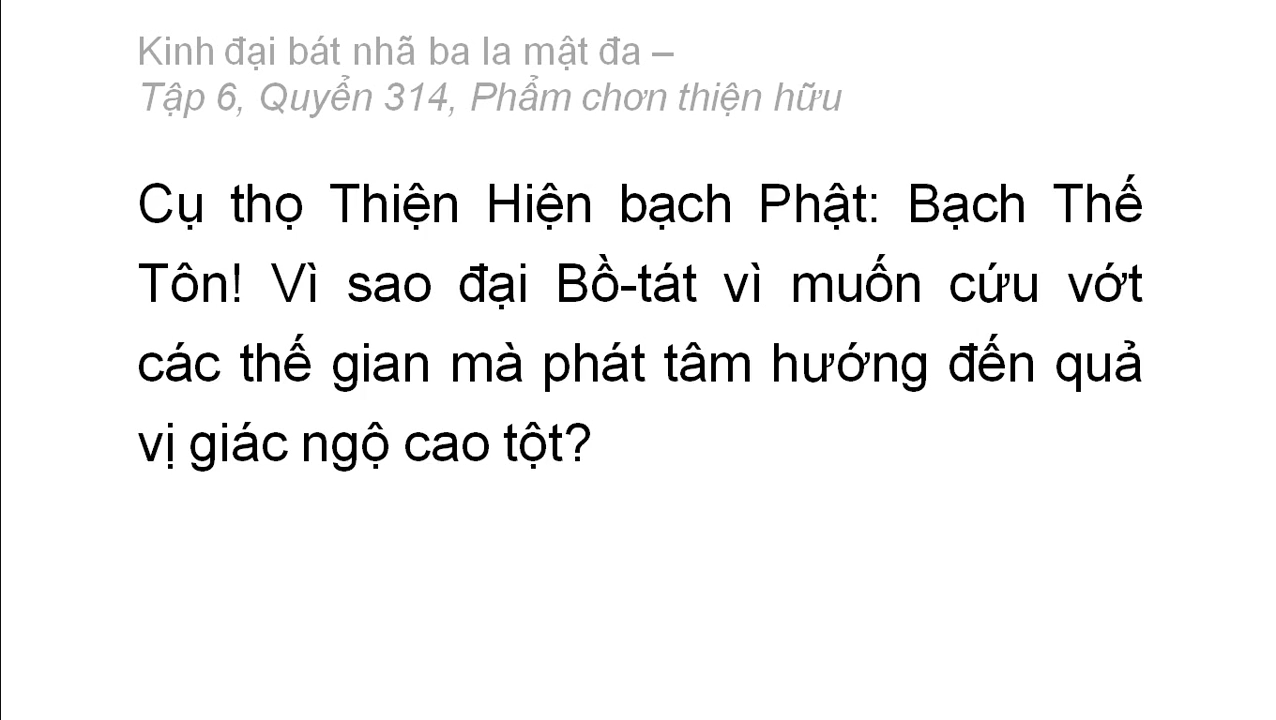 Kinh đại bát nhã ba la mật đa –
Tập 6, Quyển 314, Phẩm chơn thiện hữu
Cụ thọ Thiện Hiện bạch Phật: Bạch Thế
Tôn! Vì sao đại Bồ-tát vì muốn cứu vớt
các thế gian mà phát tâm hướng đến quả
vị giác ngộ cao tột?